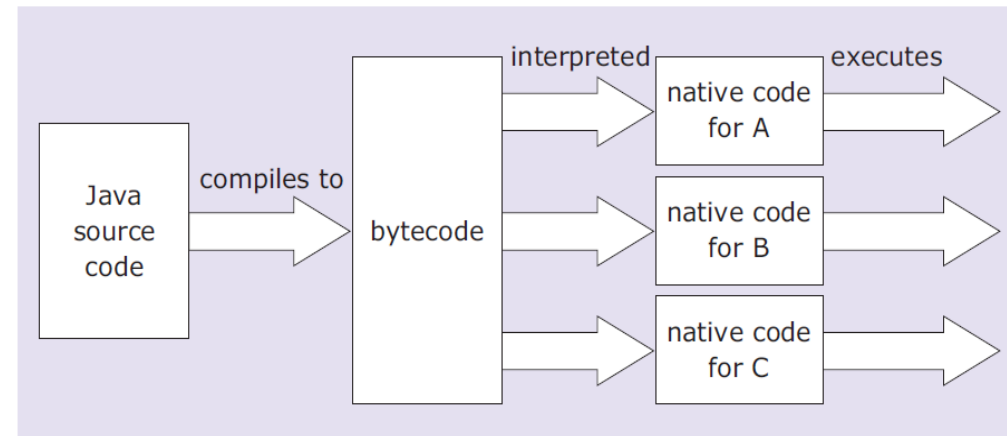 Java
source
code
compiles to
bytecode
interpreted
native code
for A
executes
native code
for B
native code
for C